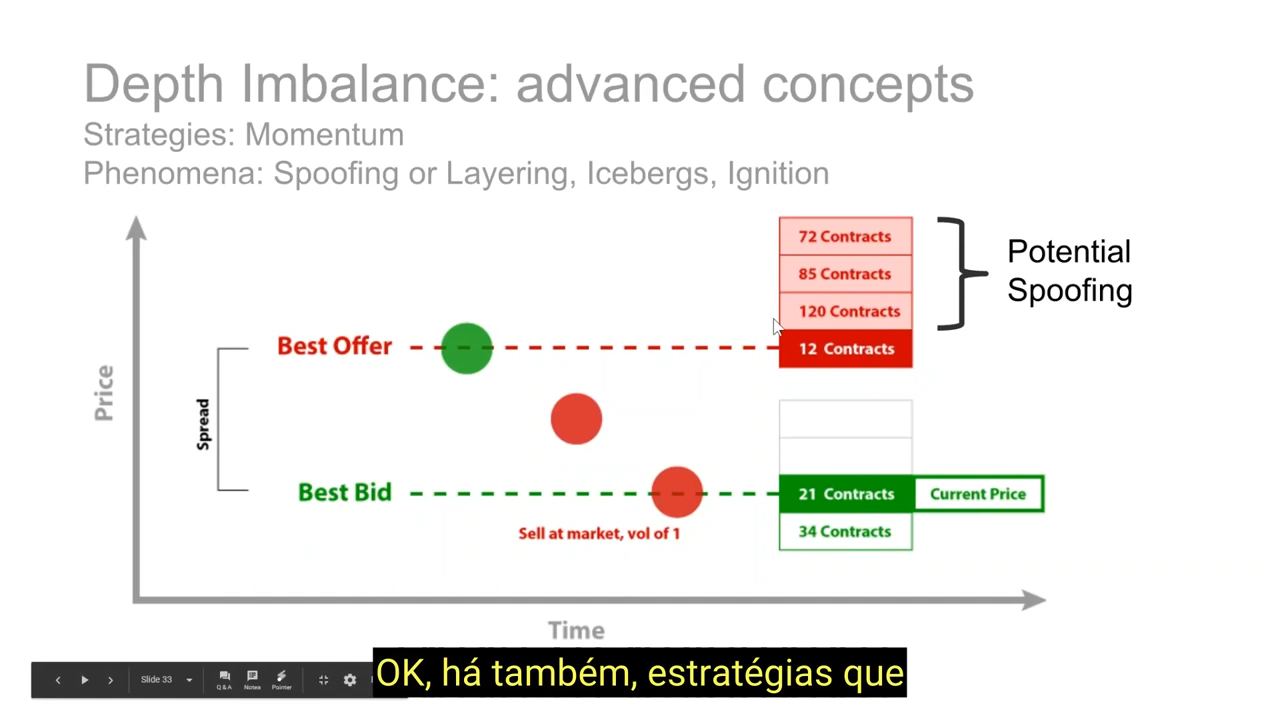 Depth Imbalance: advanced concepts
Strategies: Momentum
Phenomena: Spoofing or Layering, Icebergs, Ignition
72 Contracts
85 Contracts
120 Contracts
Potential
Spoofing
Best Offer
12 Contracts
Price
Spread
Best Bid
21 Contracts
Current Price
Sell at market, vol of 1
34 Contracts
Time
Slide 33
Q & A
Notes
Pointer
OK, há também, estratégias que